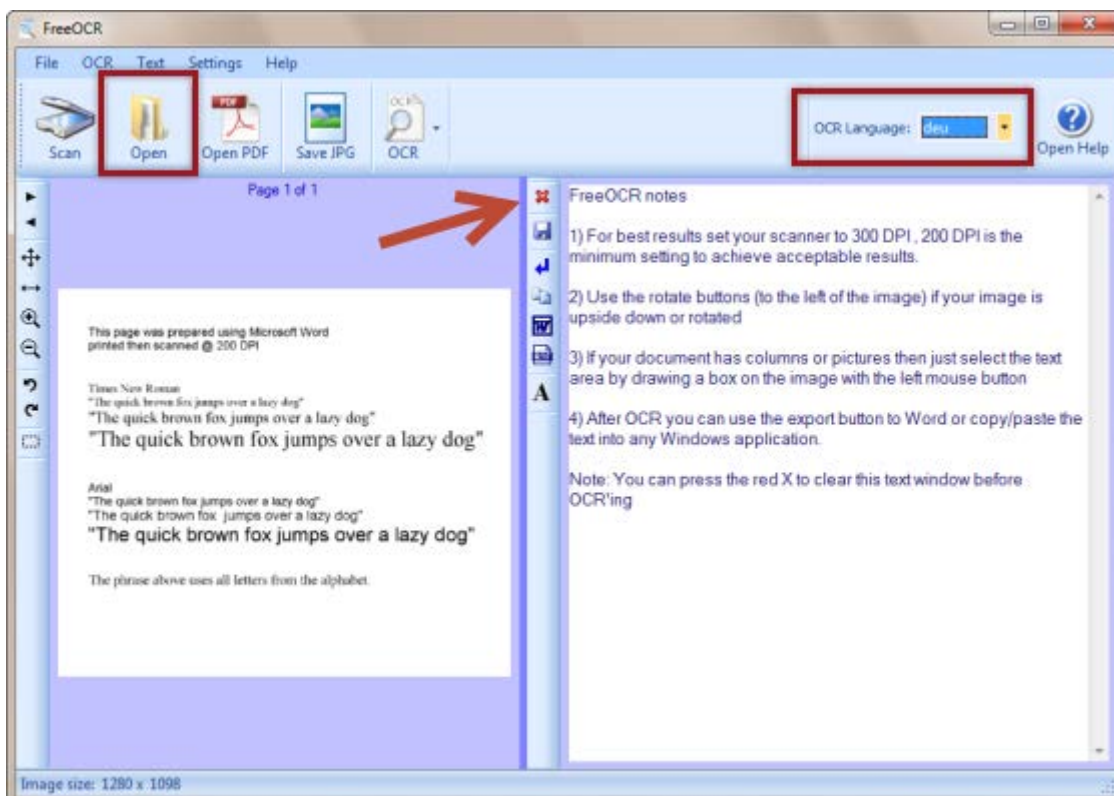 FreeOCR
File OCR Text Settings Help
Scan Open Open PDF Save JPG OCR
OCR Language: deu
Open Help
Page 1 of 1
This page was prepared using Microsoft Word
printed then scanned @ 200 DPI
Times New Roman
"The quick brown fox jumps over a lazy dog"
"The quick brown fox jumps over a lazy dog"
"The quick brown fox jumps over a lazy dog"
Arial
"The quick brown fox jumps over a lazy dog"
"The quick brown fox jumps over a lazy dog"
"The quick brown fox jumps over a lazy dog"
The phrase above uses all letters from the alphabet.
FreeOCR notes
1) For best results set your scanner to 300 DPI , 200 DPI is the
minimum setting to achieve acceptable results.
2) Use the rotate buttons (to the left of the image) if your image is
upside down or rotated
3) If your document has columns or pictures then just select the text
area by drawing a box on the image with the left mouse button
4) After OCR you can use the export button to Word or copy/paste the
text into any Windows application.
Note: You can press the red X to clear this text window before
OCR'ing
Image size: 1280 x 1098